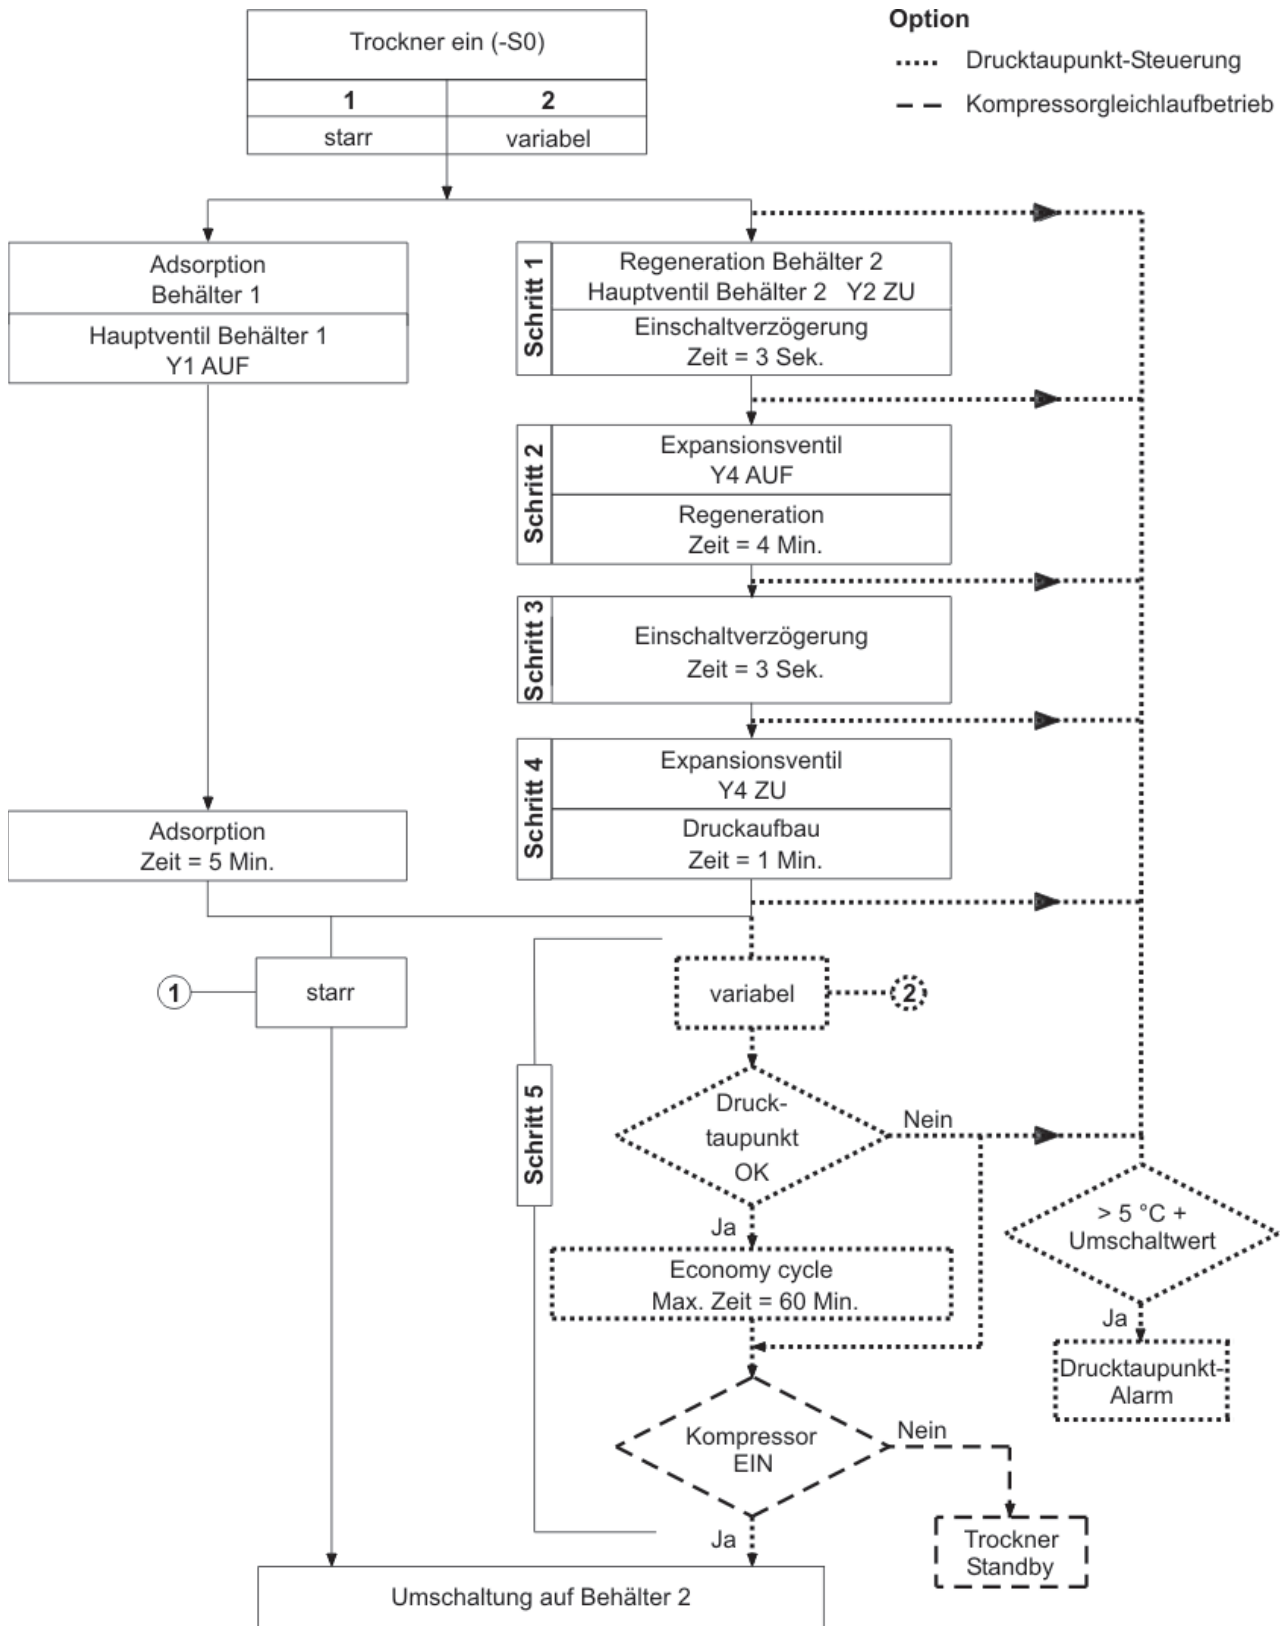 Option
Drucktaupunkt-Steuerung
Kompressorgleichlaufbetrieb
Trockner ein (-S0)
1
2
starr
variabel
Adsorption
Behälter 1
Hauptventil Behälter 1
Y1 AUF
Schritt 1
Regeneration Behälter 2
Hauptventil Behälter 2 Y2 ZU
Einschaltverzögerung
Zeit = 3 Sek.
Schritt 2
Expansionsventil
Y4 AUF
Regeneration
Zeit = 4 Min.
Schritt 3
Einschaltverzögerung
Zeit = 3 Sek.
Schritt 4
Expansionsventil
Y4 ZU
Druckaufbau
Zeit = 1 Min.
Adsorption
Zeit = 5 Min.
1
starr
variabel
2
Schritt 5
Druck-
taupunkt
OK
Nein
Ja
> 5 °C +
Umschaltwert
Economy cycle
Max. Zeit = 60 Min.
Ja
Drucktaupunkt-
Alarm
Kompressor
EIN
Nein
Ja
Trockner
Standby
Umschaltung auf Behälter 2